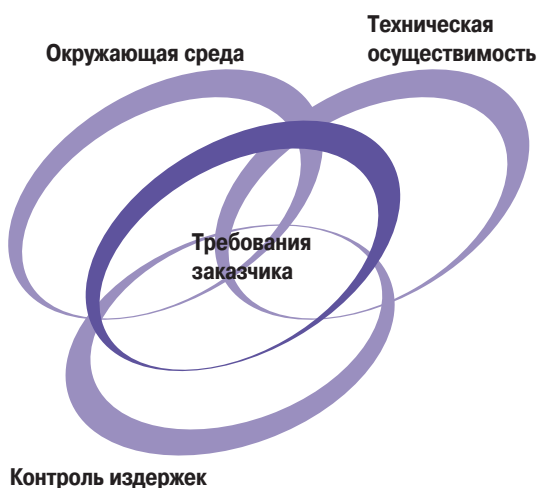 Техническая
осуществимость
Окружающая среда
Требования
заказчика
Контроль издержек